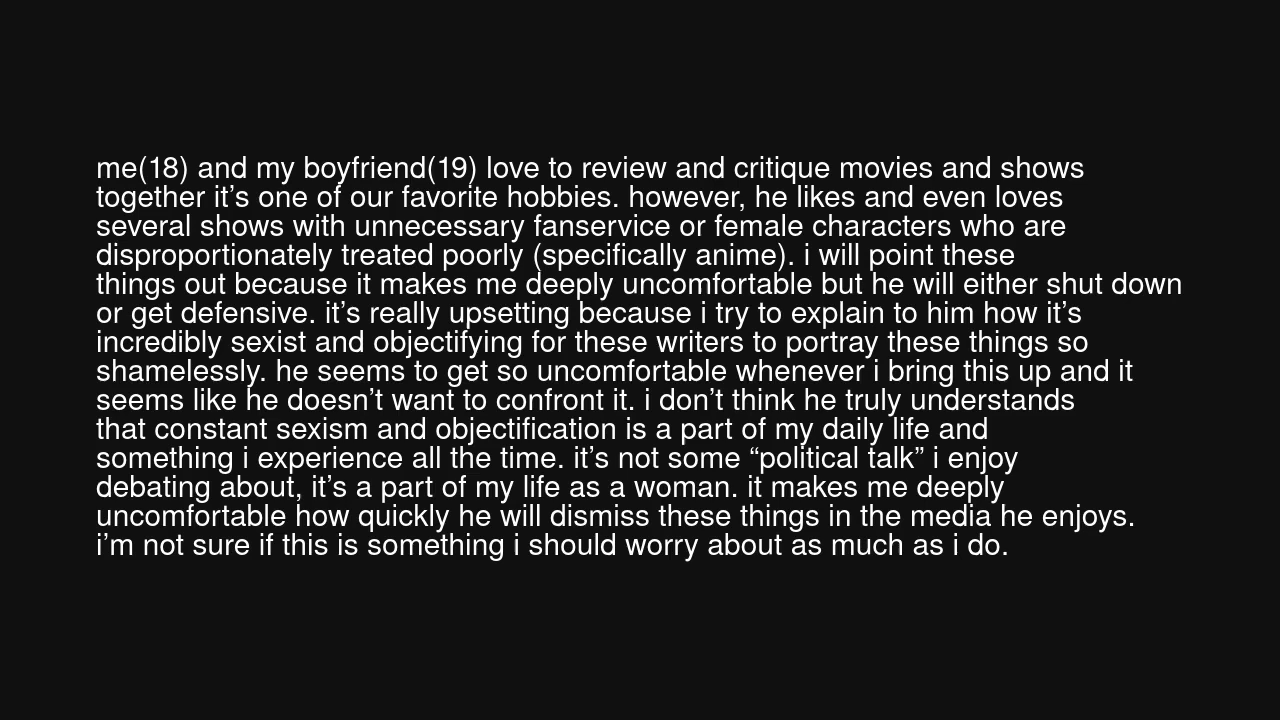 me(18) and my boyfriend(19) love to review and critique movies and shows
together it’s one of our favorite hobbies. however, he likes and even loves
several shows with unnecessary fanservice or female characters who are
disproportionately treated poorly (specifically anime). i will point these
things out because it makes me deeply uncomfortable but he will either shut down
or get defensive. it’s really upsetting because i try to explain to him how it’s
incredibly sexist and objectifying for these writers to portray these things so
shamelessly. he seems to get so uncomfortable whenever i bring this up and it
seems like he doesn’t want to confront it. i don’t think he truly understands
that constant sexism and objectification is a part of my daily life and
something i experience all the time. it’s not some “political talk” i enjoy
debating about, it’s a part of my life as a woman. it makes me deeply
uncomfortable how quickly he will dismiss these things in the media he enjoys.
i’m not sure if this is something i should worry about as much as i do.